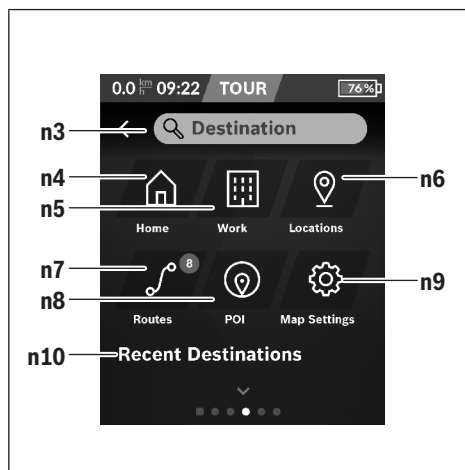 0.0 km/h 09:22 TOUR 76%
n3 Destination
n4 n6
n5
Home Work Locations
n7 8 n9
n8
Routes POI Map Settings
n10 Recent Destinations